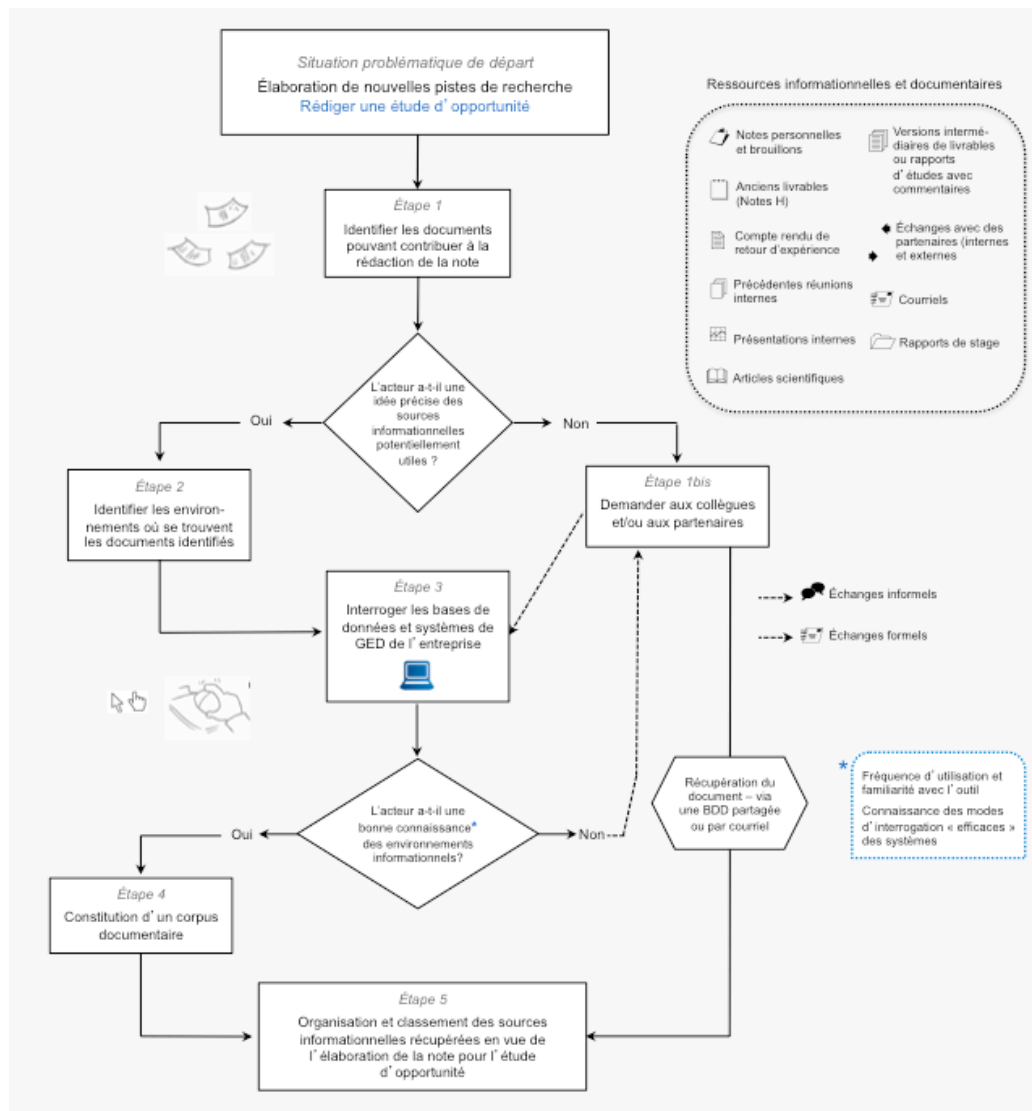 Situation problématique de départ
Élaboration de nouvelles pistes de recherche
Rédiger une étude d'opportunité
Ressources informationnelles et documentaires
Notes personnelles
et brouillons
Anciens livrables
(Notes H)
Compte rendu de
retour d'expérience
Précédentes réunions
internes
Présentations internes
Articles scientifiques
Versions intermé-
diaires de livrables
ou rapports
d'études avec
commentaires
Échanges avec des
partenaires (internes
et externes
Courriels
Rapports de stage
Étape 1
Identifier les documents
pouvant contribuer à la
rédaction de la note
L'acteur a-t-il une
idée précise des
sources
informationnelles
potentiellement
utiles ?
Oui
Non
Étape 2
Identifier les environ-
nements où se trouvent
les documents identifiés
Étape 1bis
Demander aux collègues
et/ou aux partenaires
Étape 3
Interroger les bases de
données et systèmes de
GED de l'entreprise
Échanges informels
Échanges formels
L'acteur a-t-il une
bonne connaissance*
des environnements
informationnels?
Oui
Non
Récupération du
document – via
une BDD partagée
ou par courriel
*
Fréquence d'utilisation et
familiarité avec l'outil
Connaissance des modes
d'interrogation « efficaces »
des systèmes
Étape 4
Constitution d'un corpus
documentaire
Étape 5
Organisation et classement des sources
informationnelles récupérées en vue de
l'élaboration de la note pour l'étude
d'opportunité